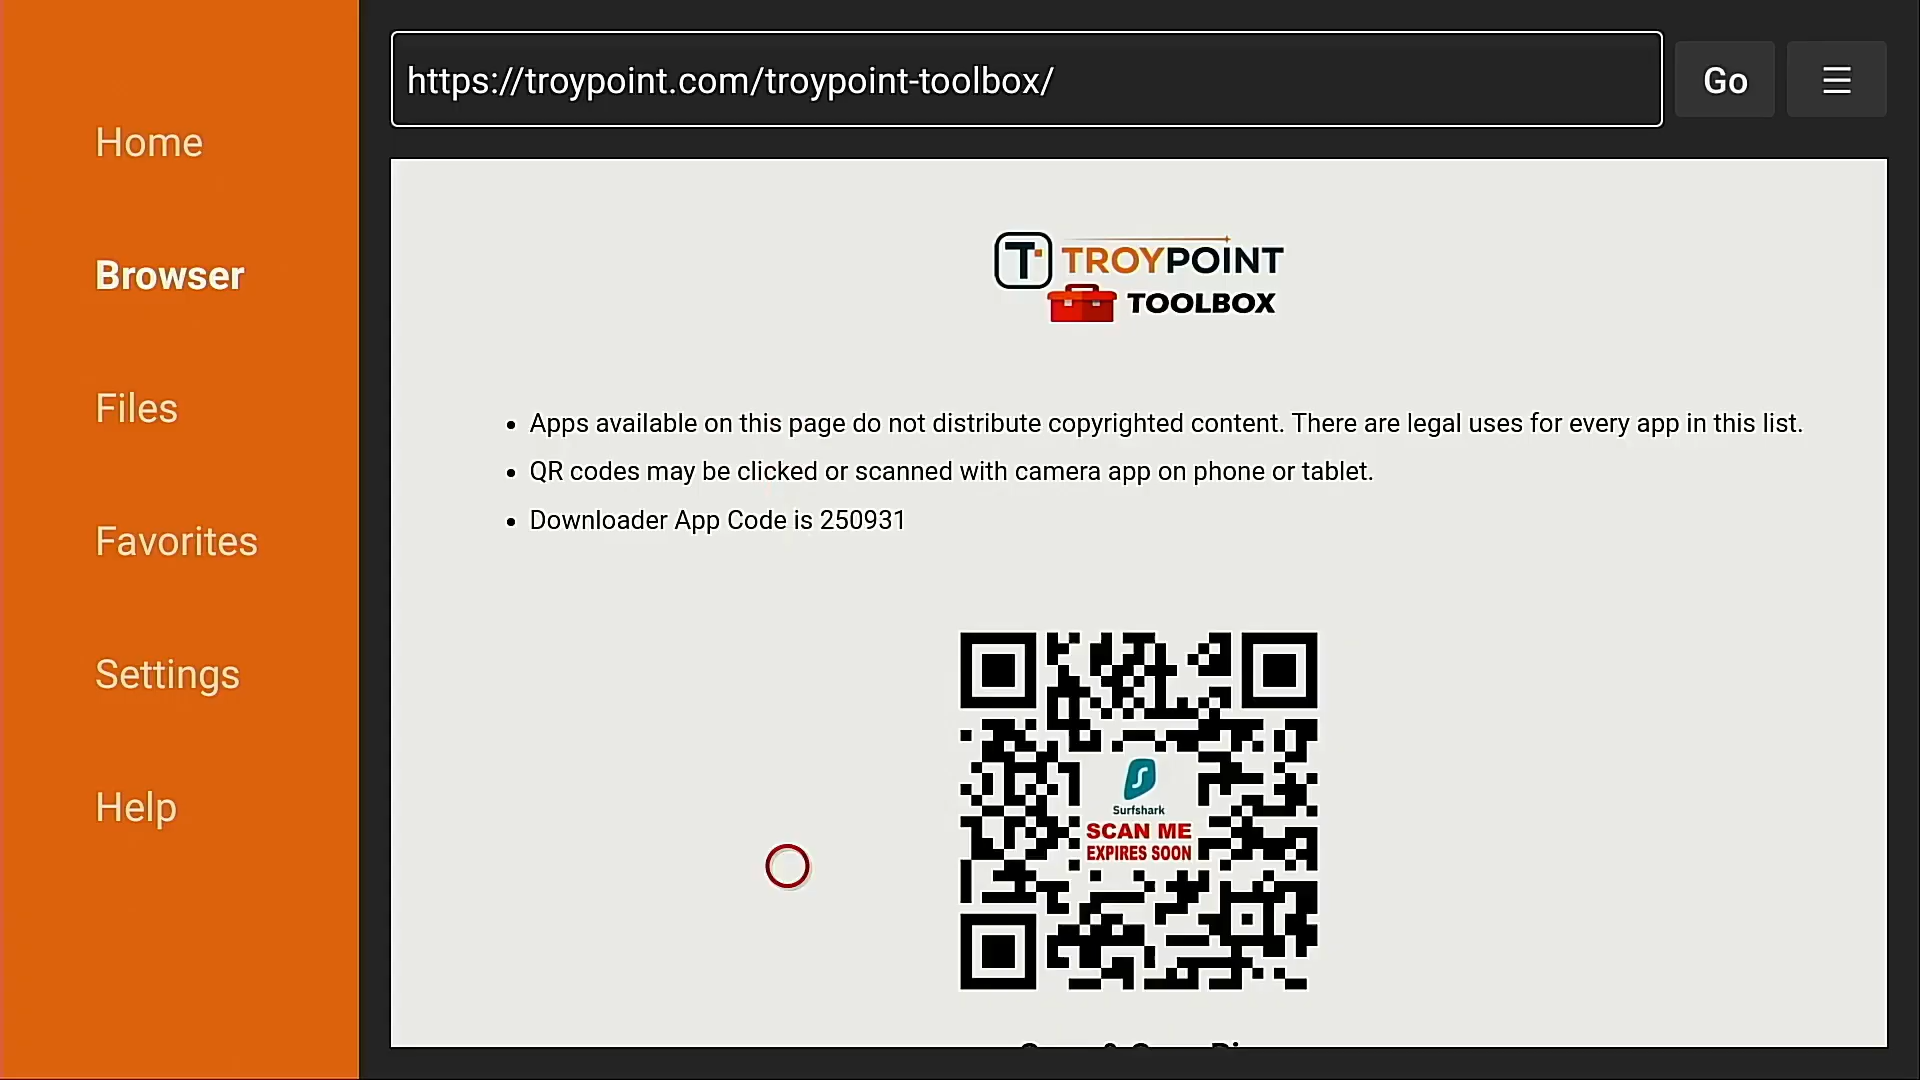 Home
Browser
Files
Favorites
Settings
Help
https://troypoint.com/troypoint-toolbox/
Go
TROYPOINT
TOOLBOX
• Apps available on this page do not distribute copyrighted content. There are legal uses for every app in this list.
• QR codes may be clicked or scanned with camera app on phone or tablet.
• Downloader App Code is 250931
Surfshark
SCAN ME
EXPIRES SOON